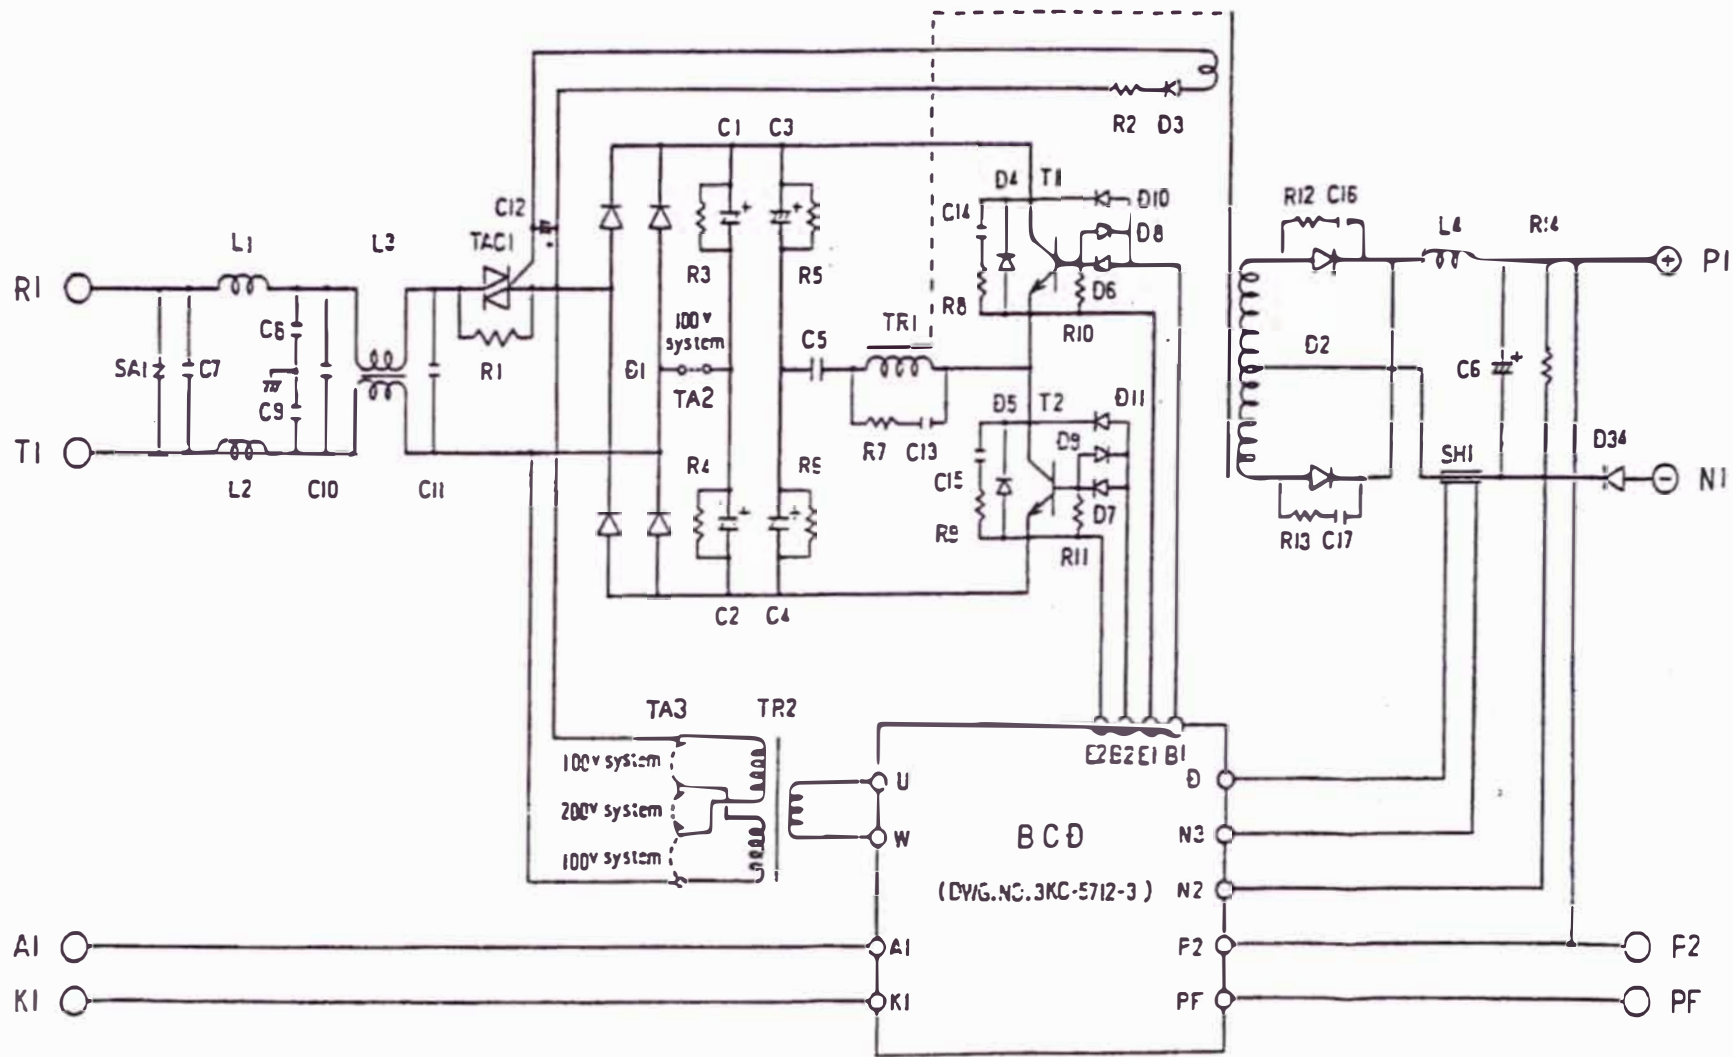 C1 C3
R2 D3
C12
TAC1
D4 T1
D10
C14
D8
R12 C16
L1
L3
L4
R14
R1
P1
R3
R5
R8
D6
R10
C8
100V
system
TR1
SA1
C7
R1
D1
C5
D2
C6
C9
TA2
D5 T2
D11
D9
T1
R4
R6
R7 C13
SH1
D34
L2
C10
C11
C15
D7
N1
R9
R11
R13 C17
C2 C4
TA3
TR2
100V system
200V system
100V system
E2 B2 E1 B1
U
D
W
BCD
N3
(DWG.NO.3KC-5712-3)
N2
A1
A1
F2
F2
K1
K1
PF
PF